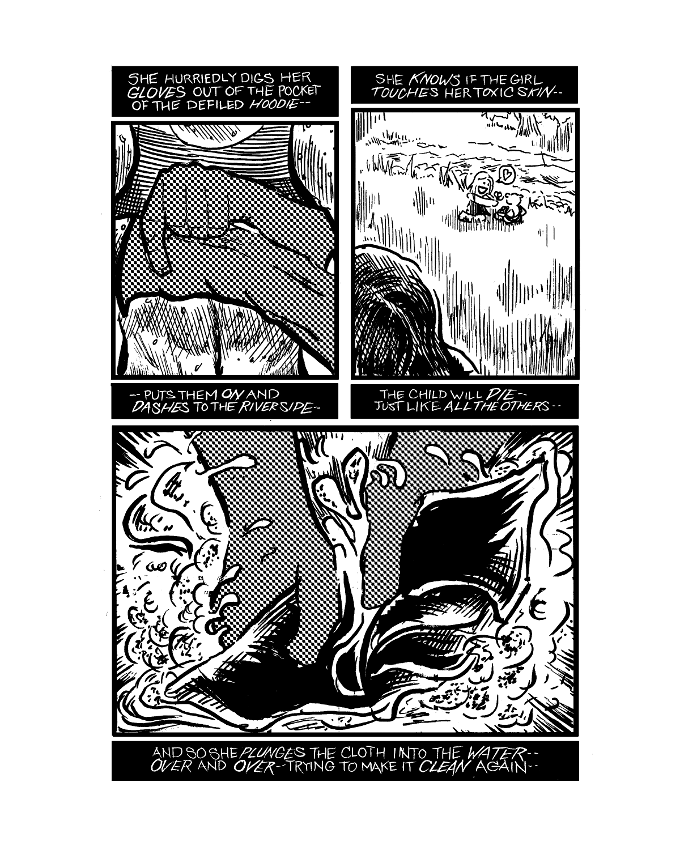 SHE HURRIEDLY DIGS HER
GLOVES OUT OF THE POCKET
OF THE DEFILED HOODIE--
--PUTS THEM ON AND
DASHES TO THE RIVERSIDE--
SHE KNOWS IF THE GIRL
TOUCHES HER TOXIC SKIN--
THE CHILD WILL DIE--
JUST LIKE ALL THE OTHERS--
AND SO SHE PLUNGES THE CLOTH INTO THE WATER--
OVER AND OVER--TRYING TO MAKE IT CLEAN AGAIN--